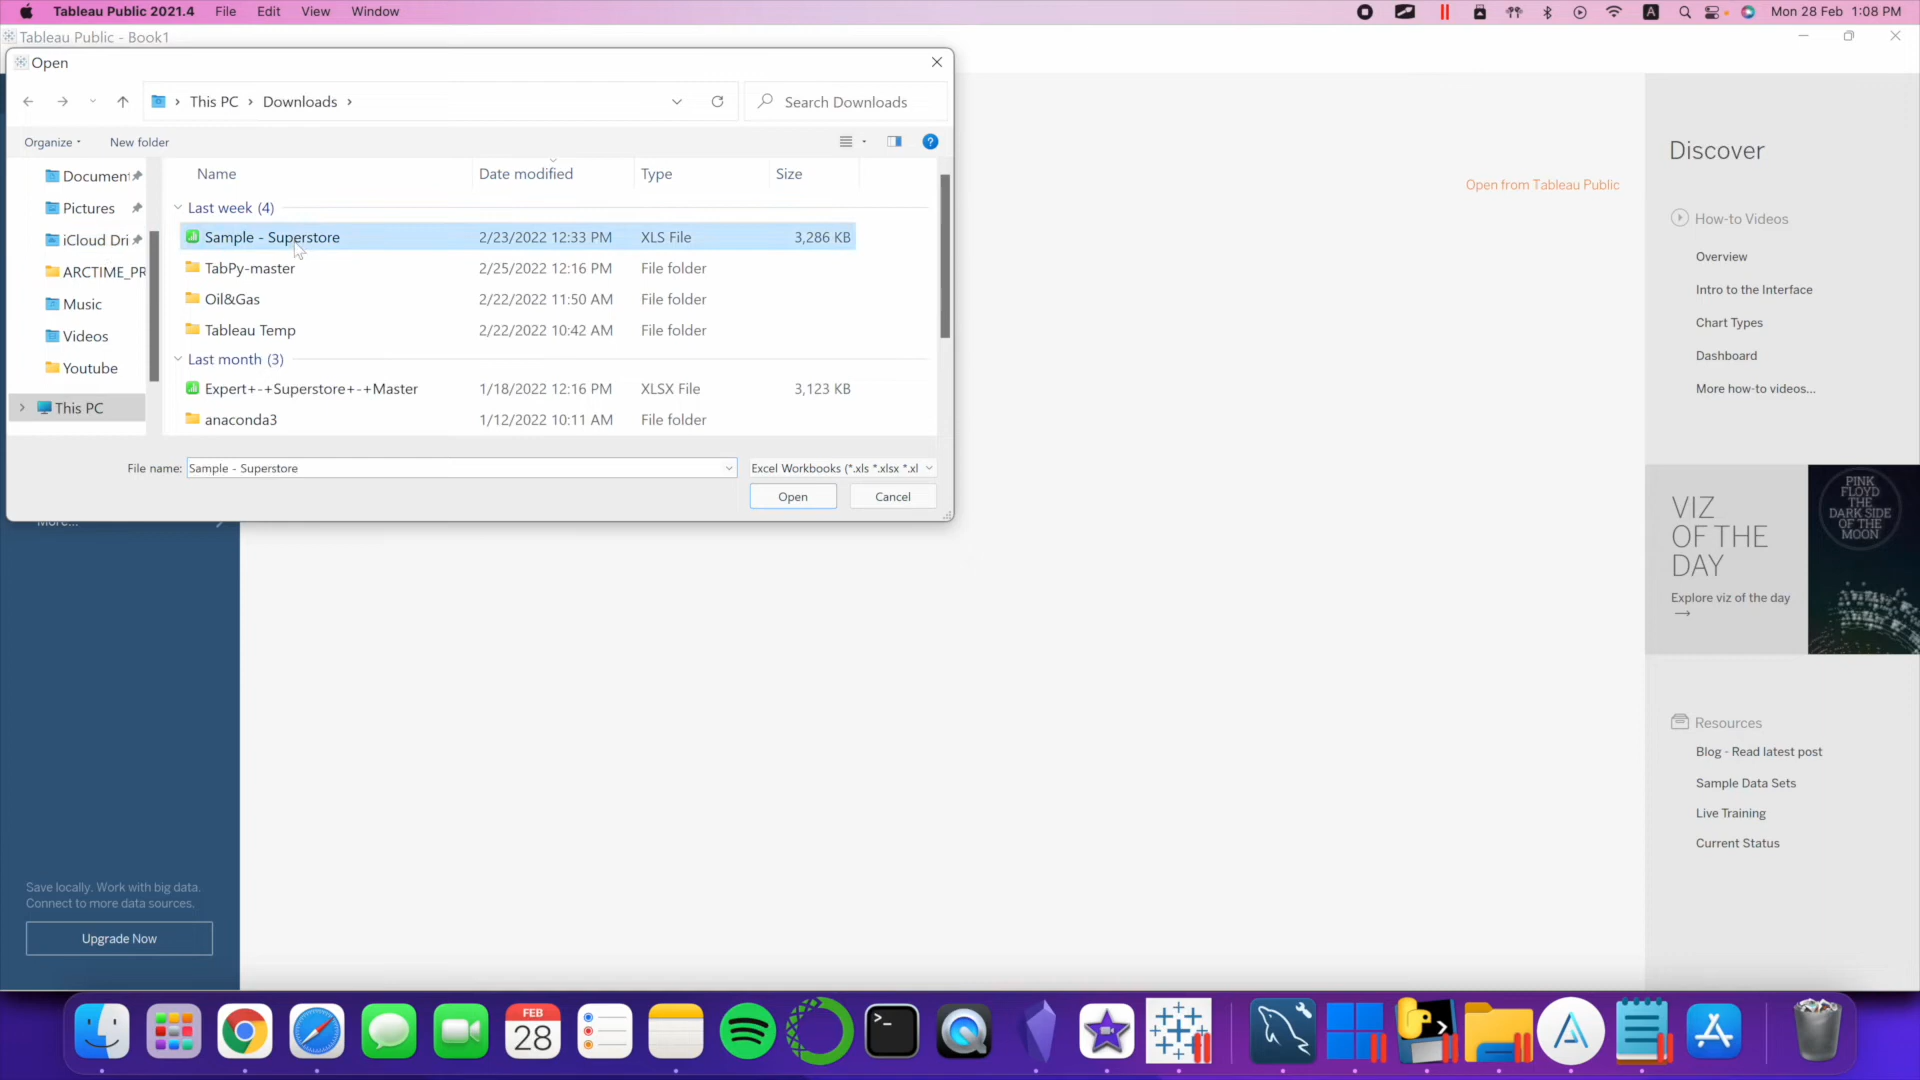 Tableau Public 2021.4 File Edit View Window
A Mon 28 Feb 1:08 PM
Tableau Public - Book1
Open
This PC › Downloads ›
Search Downloads
Organize
New folder
?
Name Date modified Type Size
Last week (4)
Sample - Superstore 2/23/2022 12:33 PM XLS File 3,286 KB
TabPy-master 2/25/2022 12:16 PM File folder
Oil&Gas 2/22/2022 11:50 AM File folder
Tableau Temp 2/22/2022 10:42 AM File folder
Last month (3)
Expert+-+Superstore+-+Master 1/18/2022 12:16 PM XLSX File 3,123 KB
anaconda3 1/12/2022 10:11 AM File folder
Document
Pictures
iCloud Dri
ARCTIME_PR
Music
Videos
Youtube
This PC
File name: Sample - Superstore
Excel Workbooks (*.xls *.xlsx *.xl
Open
Cancel
More...
Save locally. Work with big data.
Connect to more data sources.
Upgrade Now
Open from Tableau Public
Discover
How-to Videos
Overview
Intro to the Interface
Chart Types
Dashboard
More how-to videos...
VIZ
OF THE
DAY
Explore viz of the day
→
PINK
FLOYD
THE
DARK SIDE
OF THE
MOON
Resources
Blog - Read latest post
Sample Data Sets
Live Training
Current Status
FEB
28